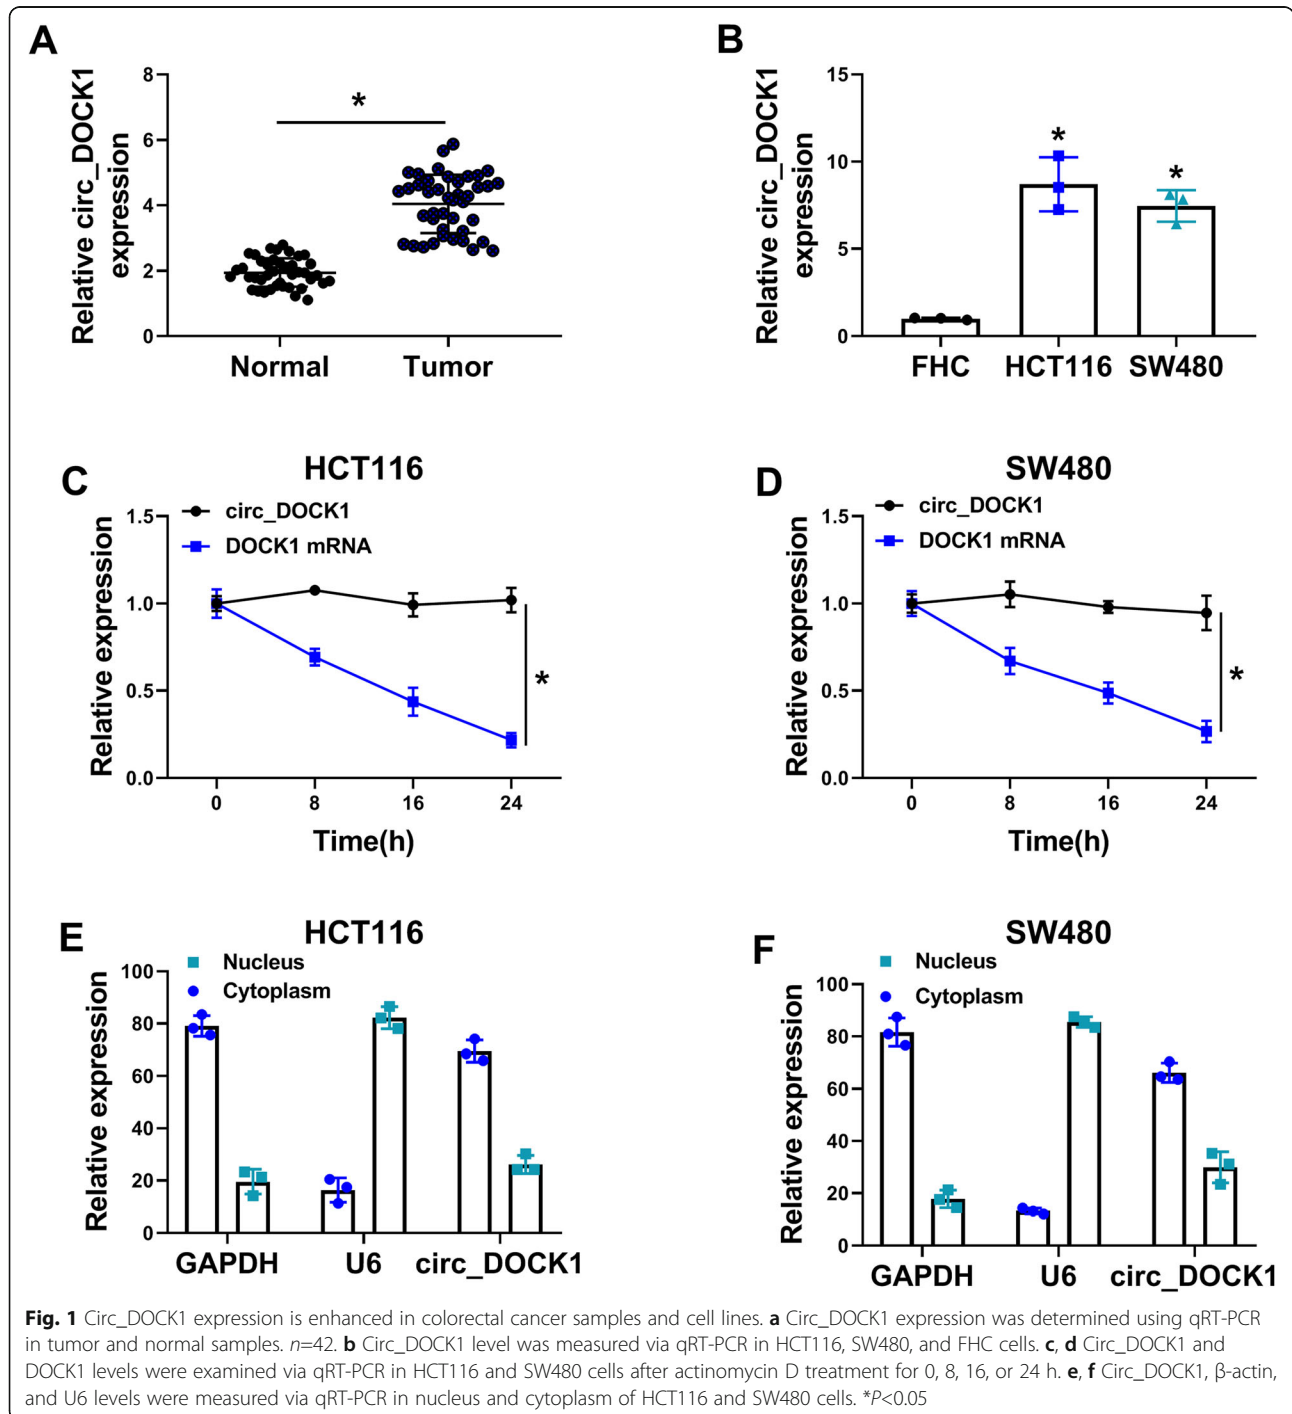 A
Relative circ_DOCK1
expression
8
6
4
2
0
*
Normal
Tumor
B
Relative circ_DOCK1
expression
15
10
5
0
*
*
FHC
HCT116
SW480
C
HCT116
circ_DOCK1
DOCK1 mRNA
Relative expression
1.5
1.0
0.5
0.0
*
0
8
16
24
Time(h)
D
SW480
circ_DOCK1
DOCK1 mRNA
Relative expression
1.5
1.0
0.5
0.0
*
0
8
16
24
Time(h)
E
HCT116
Nucleus
Cytoplasm
Relative expression
100
80
60
40
20
0
GAPDH
U6
circ_DOCK1
F
SW480
Nucleus
Cytoplasm
Relative expression
100
80
60
40
20
0
GAPDH
U6
circ_DOCK1
Fig. 1 Circ_DOCK1 expression is enhanced in colorectal cancer samples and cell lines. a Circ_DOCK1 expression was determined using qRT-PCR
in tumor and normal samples. n=42. b Circ_DOCK1 level was measured via qRT-PCR in HCT116, SW480, and FHC cells. c, d Circ_DOCK1 and
DOCK1 levels were examined via qRT-PCR in HCT116 and SW480 cells after actinomycin D treatment for 0, 8, 16, or 24 h. e, f Circ_DOCK1, β-actin,
and U6 levels were measured via qRT-PCR in nucleus and cytoplasm of HCT116 and SW480 cells. *P<0.05